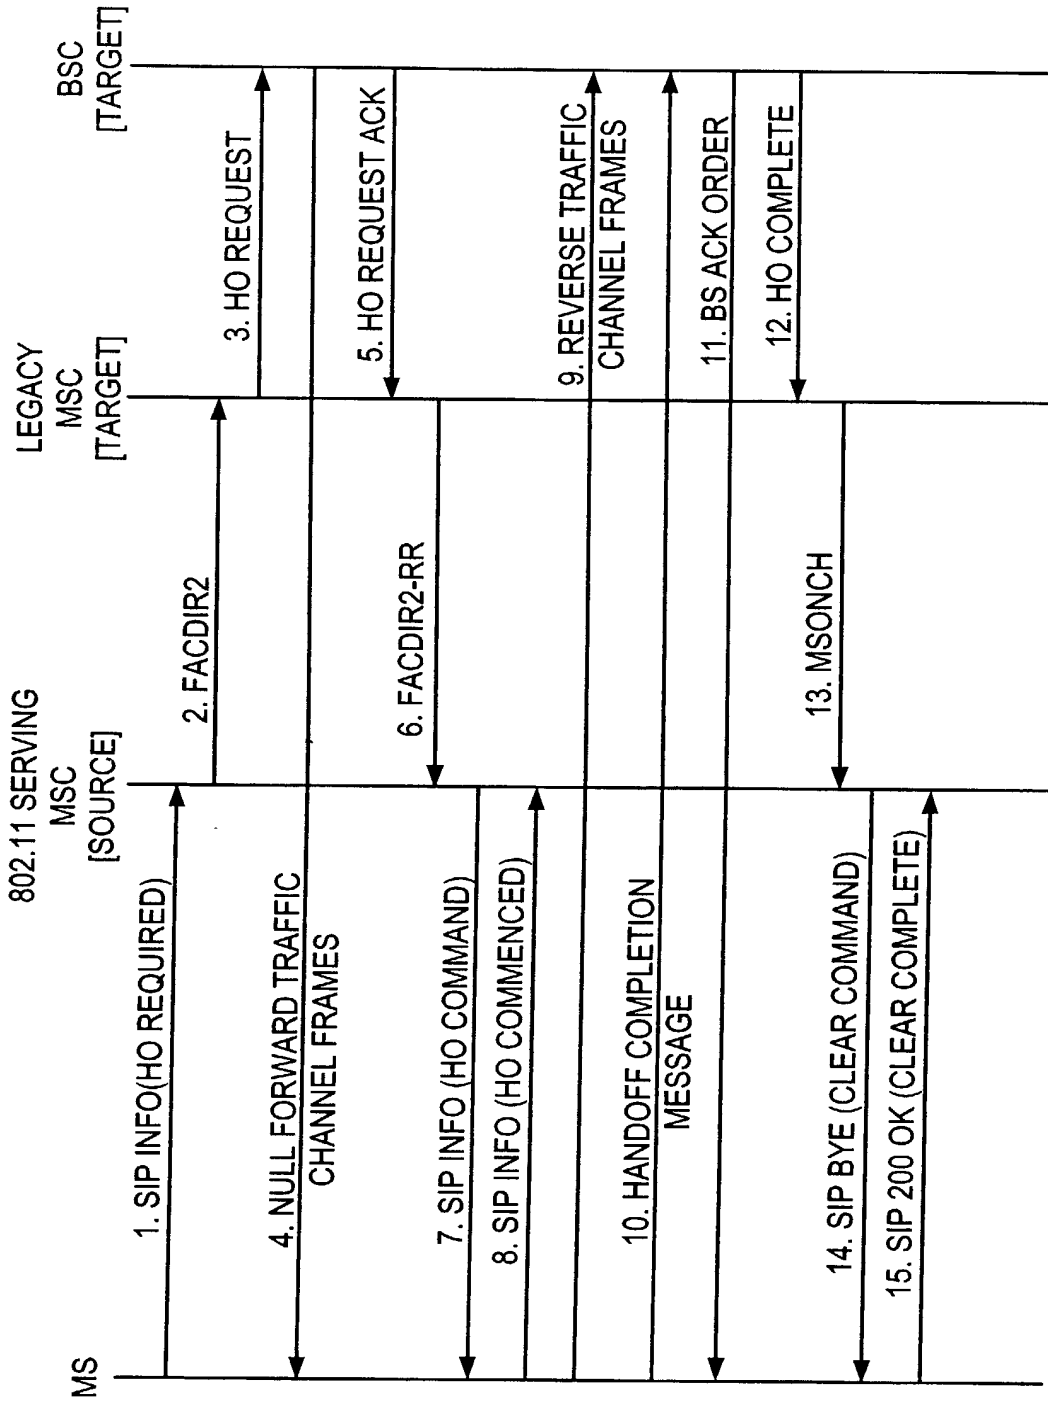 MS
802.11 SERVING
MSC
[SOURCE]
LEGACY
MSC
[TARGET]
BSC
[TARGET]
1. SIP INFO(HO REQUIRED)
2. FACDIR2
3. HO REQUEST
4. NULL FORWARD TRAFFIC
CHANNEL FRAMES
5. HO REQUEST ACK
6. FACDIR2-RR
7. SIP INFO (HO COMMAND)
8. SIP INFO (HO COMMENCED)
9. REVERSE TRAFFIC
CHANNEL FRAMES
10. HANDOFF COMPLETION
MESSAGE
11. BS ACK ORDER
12. HO COMPLETE
13. MSONCH
14. SIP BYE (CLEAR COMMAND)
15. SIP 200 OK (CLEAR COMPLETE)